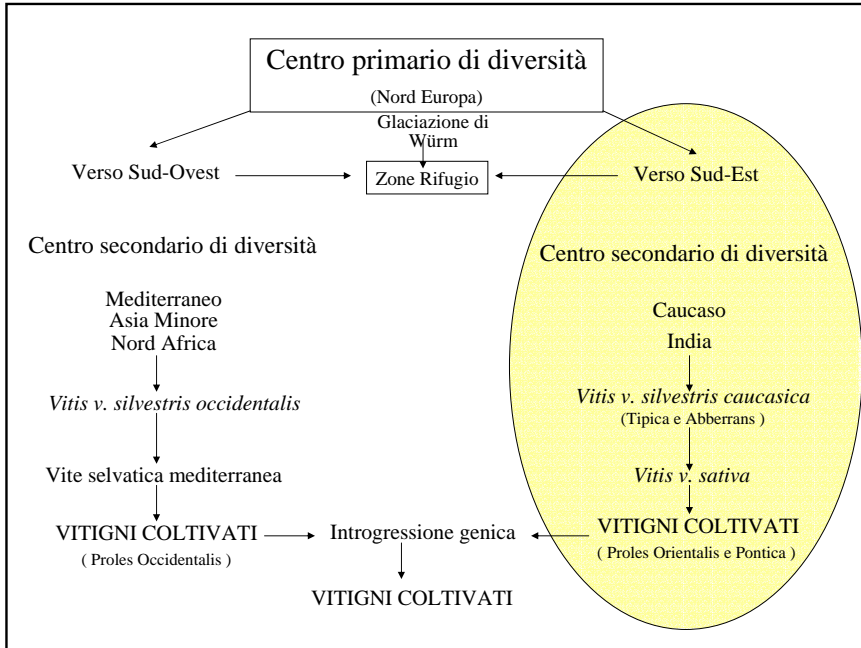 Centro primario di diversità
(Nord Europa)
Glaciazione di
Würm
Verso Sud-Ovest
Zone Rifugio
Verso Sud-Est
Centro secondario di diversità
Mediterraneo
Asia Minore
Nord Africa
Vitis v. silvestris occidentalis
Vite selvatica mediterranea
VITIGNI COLTIVATI
( Proles Occidentalis )
Centro secondario di diversità
Caucaso
India
Vitis v. silvestris caucasica
(Tipica e Abberrans )
Vitis v. sativa
VITIGNI COLTIVATI
( Proles Orientalis e Pontica )
Introgressione genica
VITIGNI COLTIVATI